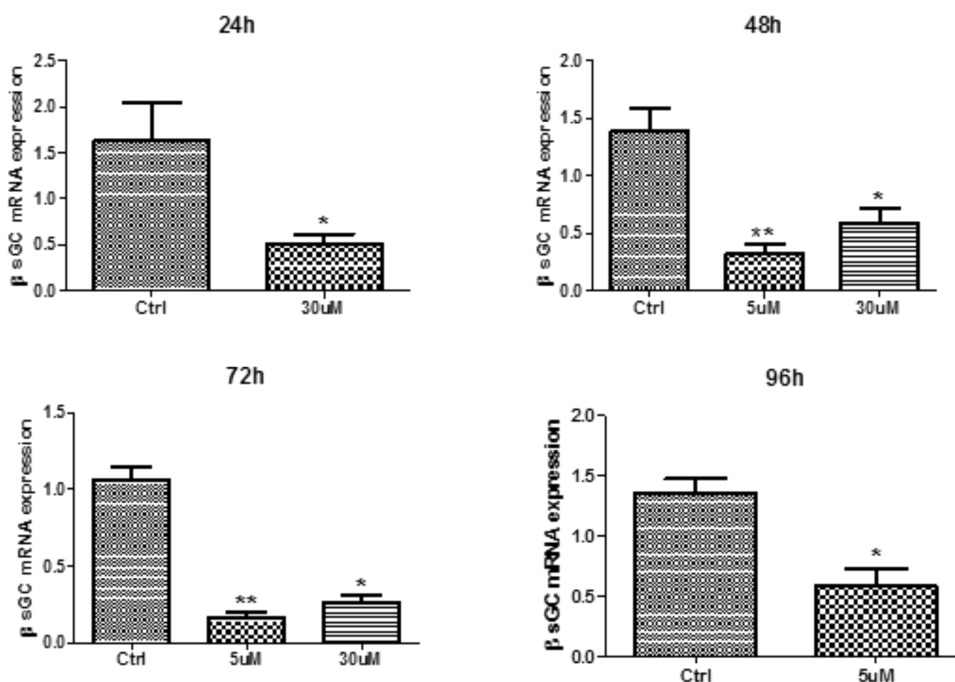 24h
β sGC mRNA expression
2.5
2.0
1.5
1.0
0.5
0.0
*
Ctrl 30uM
48h
β sGC mRNA expression
2.0
1.5
1.0
0.5
0.0
** *
Ctrl 5uM 30uM
72h
β sGC mRNA expression
1.5
1.0
0.5
0.0
** *
Ctrl 5uM 30uM
96h
β sGC mRNA expression
2.0
1.5
1.0
0.5
0.0
*
Ctrl 5uM